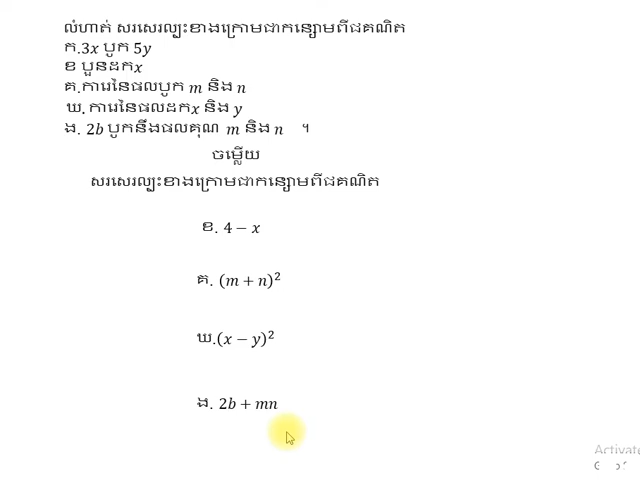 លំហាត់ សរសេរល្បះខាងក្រោមជាកន្សោមពីជគណិត
ក.3x បូក 5y
ខ បួនដកx
គ.ការេនៃផលបូក m និង n
ឃ. ការេនៃផលដកx និង y
ង. 2b បូកនឹងផលគុណ m និង n ។
ចម្លើយ
សរសេរល្បះខាងក្រោមជាកន្សោមពីជគណិត
ខ. 4 − x
គ. (m + n)²
ឃ.(x − y)²
ង. 2b + mn
Activate